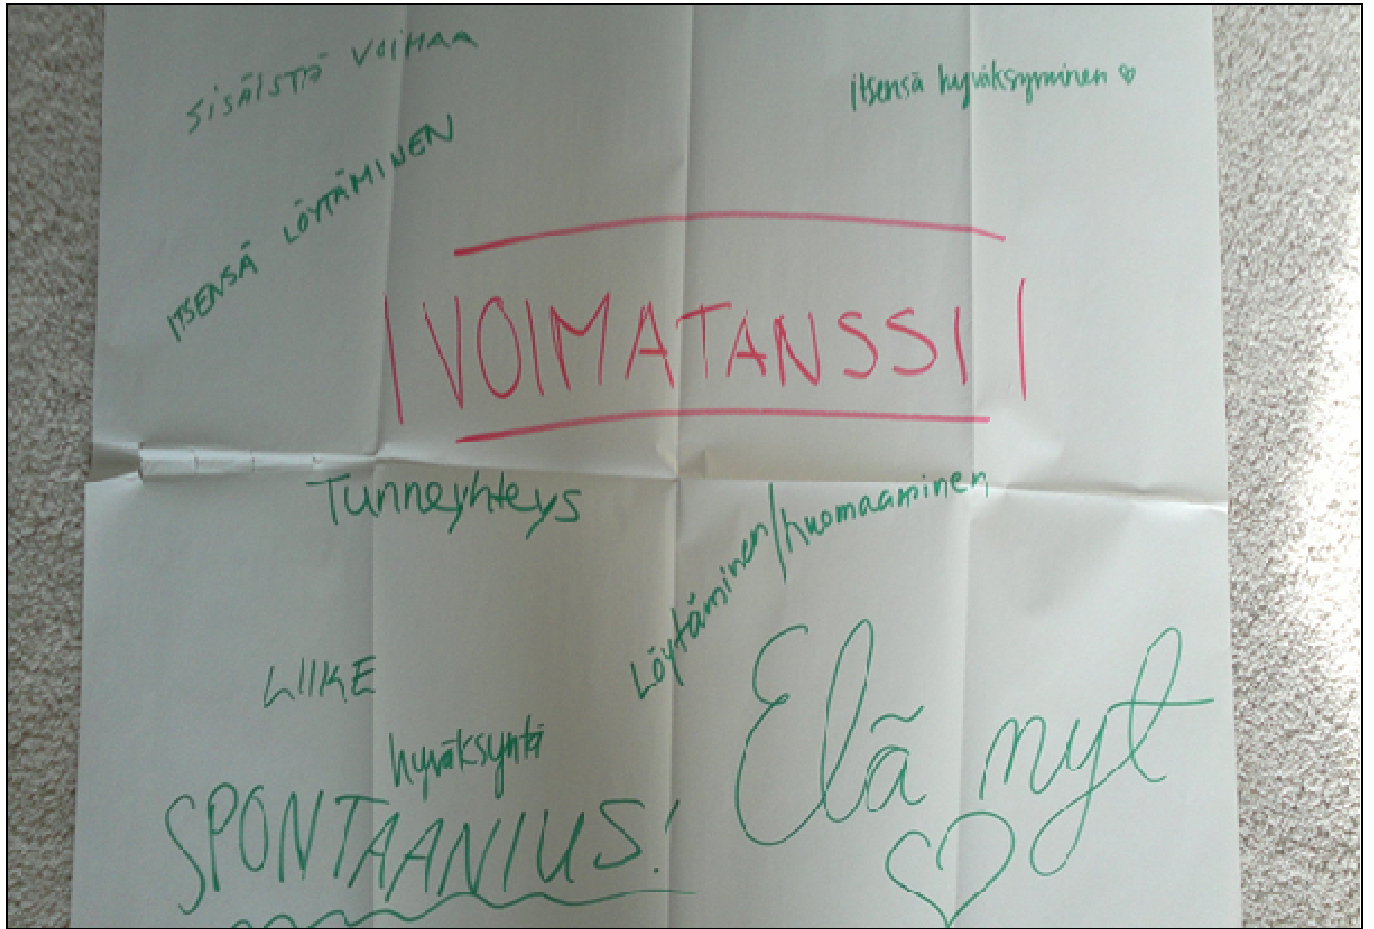 SISÄISTÄ VOIMAA
itsensä hyväksyminen ♡
ITSENSÄ LÖYTÄMINEN
VOIMATANSSI
Tunneyhteys
Löytäminen/huomaaminen
LIIKE
hyväksyntä
SPONTAANIUS!
Elä nyt
♡